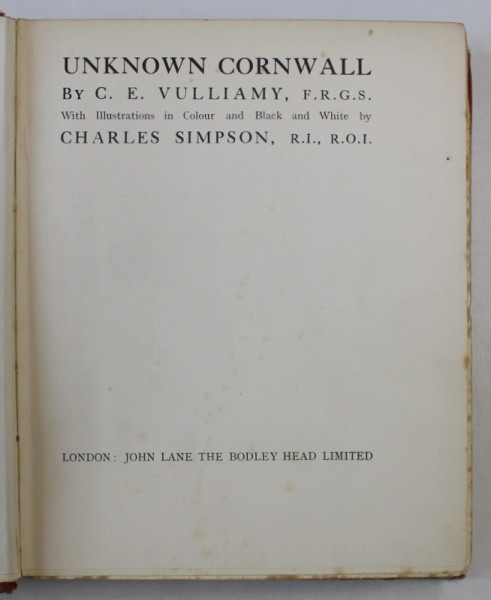 UNKNOWN CORNWALL
BY C. E. VULLIAMY, F.R.G.S.
With Illustrations in Colour and Black and White by
CHARLES SIMPSON, R.I., R.O.I.
LONDON: JOHN LANE THE BODLEY HEAD LIMITED